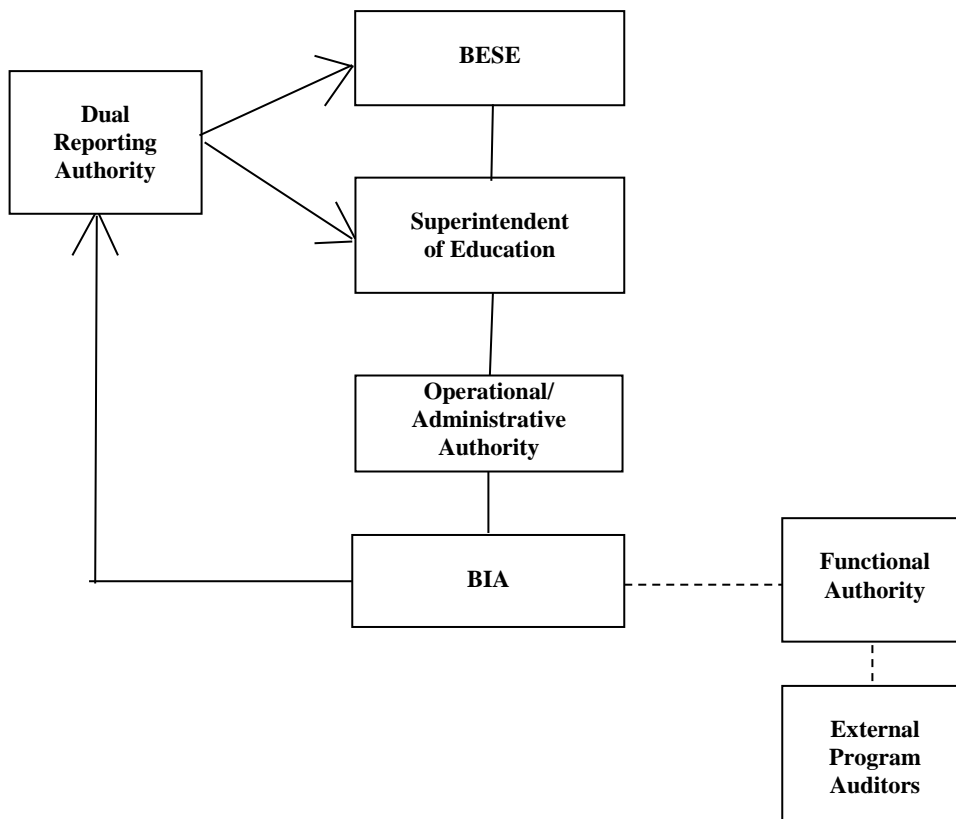 BESE
Dual
Reporting
Authority
Superintendent
of Education
Operational/
Administrative
Authority
BIA
Functional
Authority
External
Program
Auditors